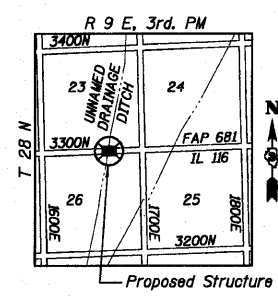 R 9 E, 3rd. PM
3400N
23
24
UNNAMED
DRAINAGE
DITCH
T 28 N
N
3300N
FAP 681
IL 116
26
25
1600E
1700E
1800E
3200N
Proposed Structure